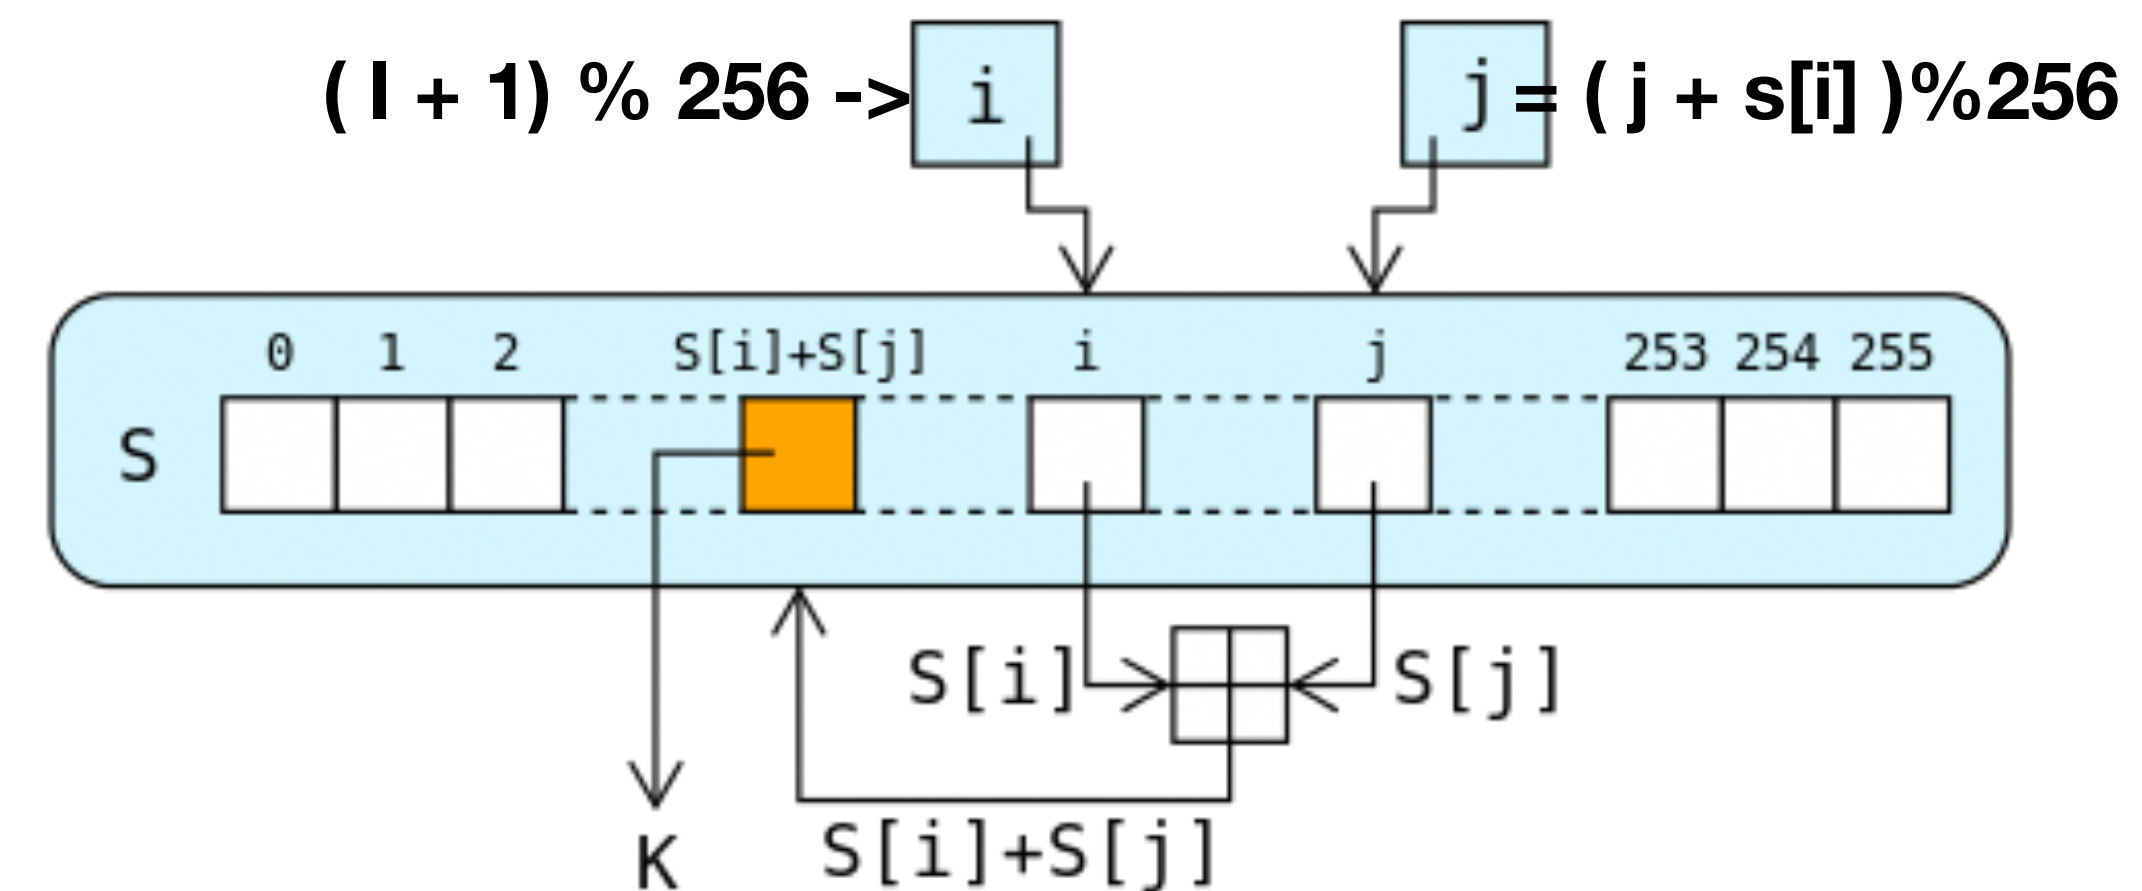 ( I + 1) % 256 -> i
j = ( j + s[i] )%256
0 1 2 S[i]+S[j] i j 253 254 255
S
S[i] S[j]
K S[i]+S[j]